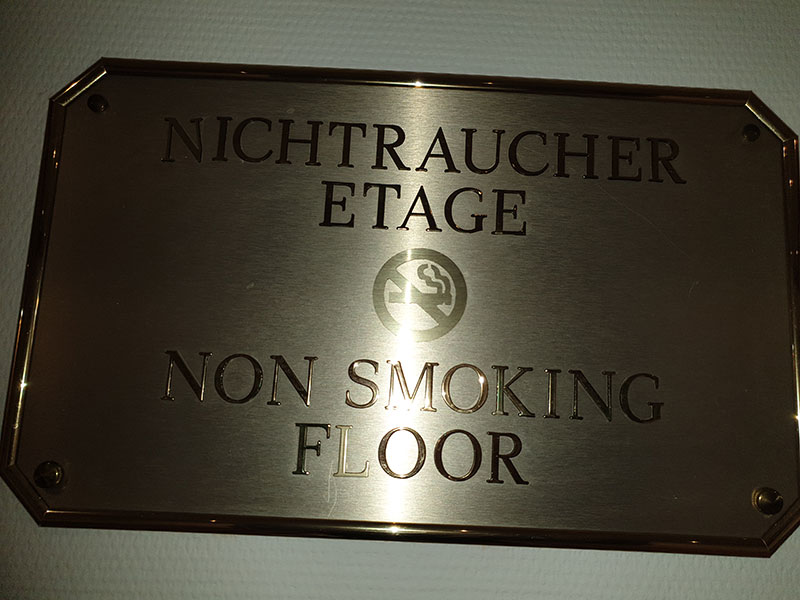 NICHTRAUCHER
ETAGE
NON SMOKING
FLOOR